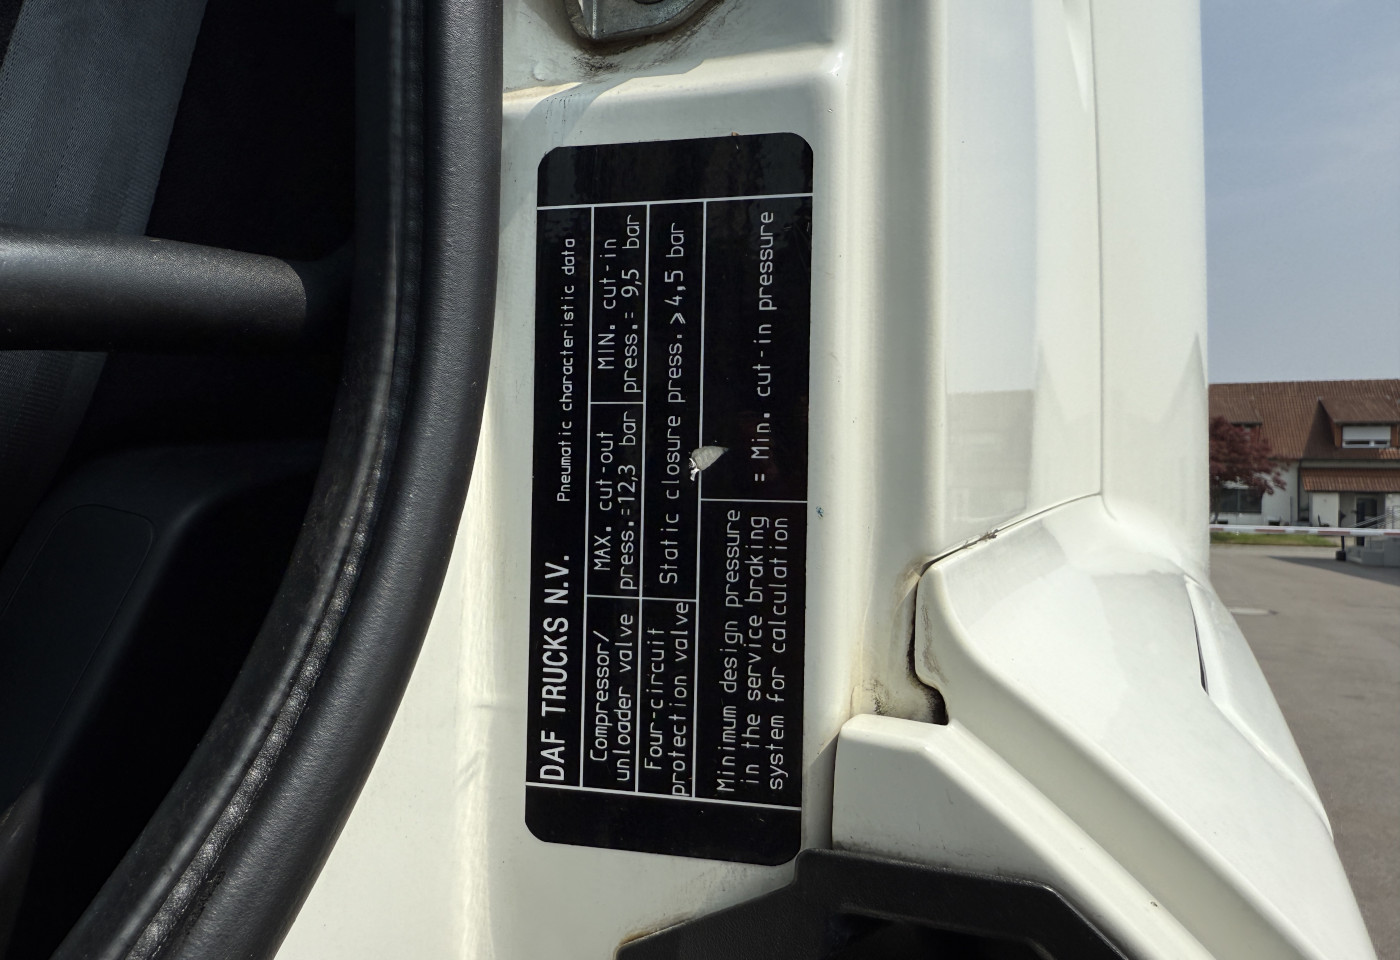 DAF TRUCKS N.V. Pneumatic characteristic data
Compressor/
unloader valve
MAX. cut-out
press.=12,3 bar
MIN. cut-in
press.= 9,5 bar
Four-circuit
protection valve
Static closure press. ⩾4,5 bar
Minimum design pressure
in the service braking
system for calculation
= Min. cut-in pressure